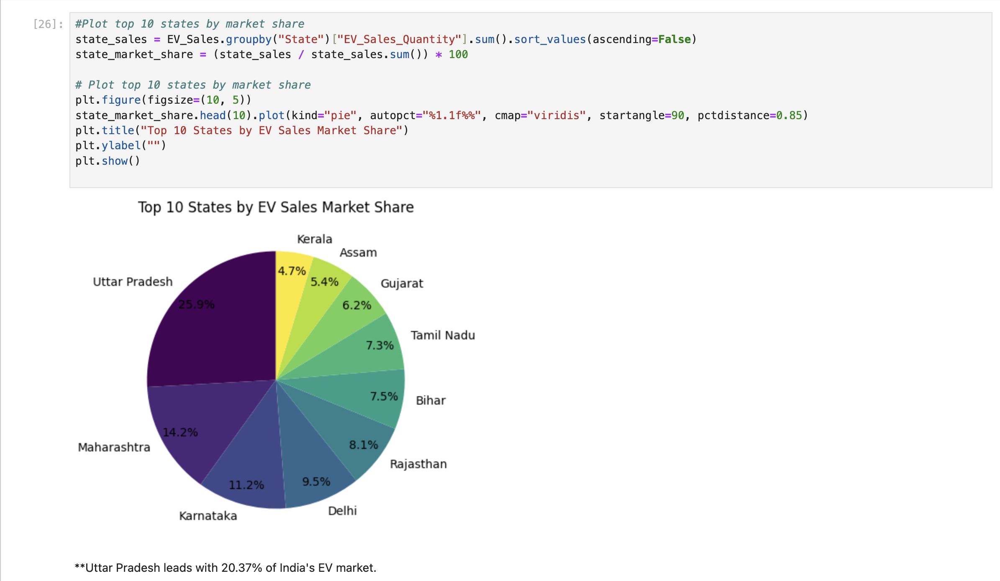 [26]:
#Plot top 10 states by market share
state_sales = EV_Sales.groupby("State")["EV_Sales_Quantity"].sum().sort_values(ascending=False)
state_market_share = (state_sales / state_sales.sum()) * 100
# Plot top 10 states by market share
plt.figure(figsize=(10, 5))
state_market_share.head(10).plot(kind="pie", autopct="%1.1f%%", cmap="viridis", startangle=90, pctdistance=0.85)
plt.title("Top 10 States by EV Sales Market Share")
plt.ylabel("")
plt.show()
Top 10 States by EV Sales Market Share
Kerala
Assam
4.7%
5.4%
Uttar Pradesh
Gujarat
25.9%
6.2%
Tamil Nadu
7.3%
7.5%
Bihar
14.2%
8.1%
Maharashtra
Rajasthan
11.2%
9.5%
Delhi
Karnataka
**Uttar Pradesh leads with 20.37% of India's EV market.